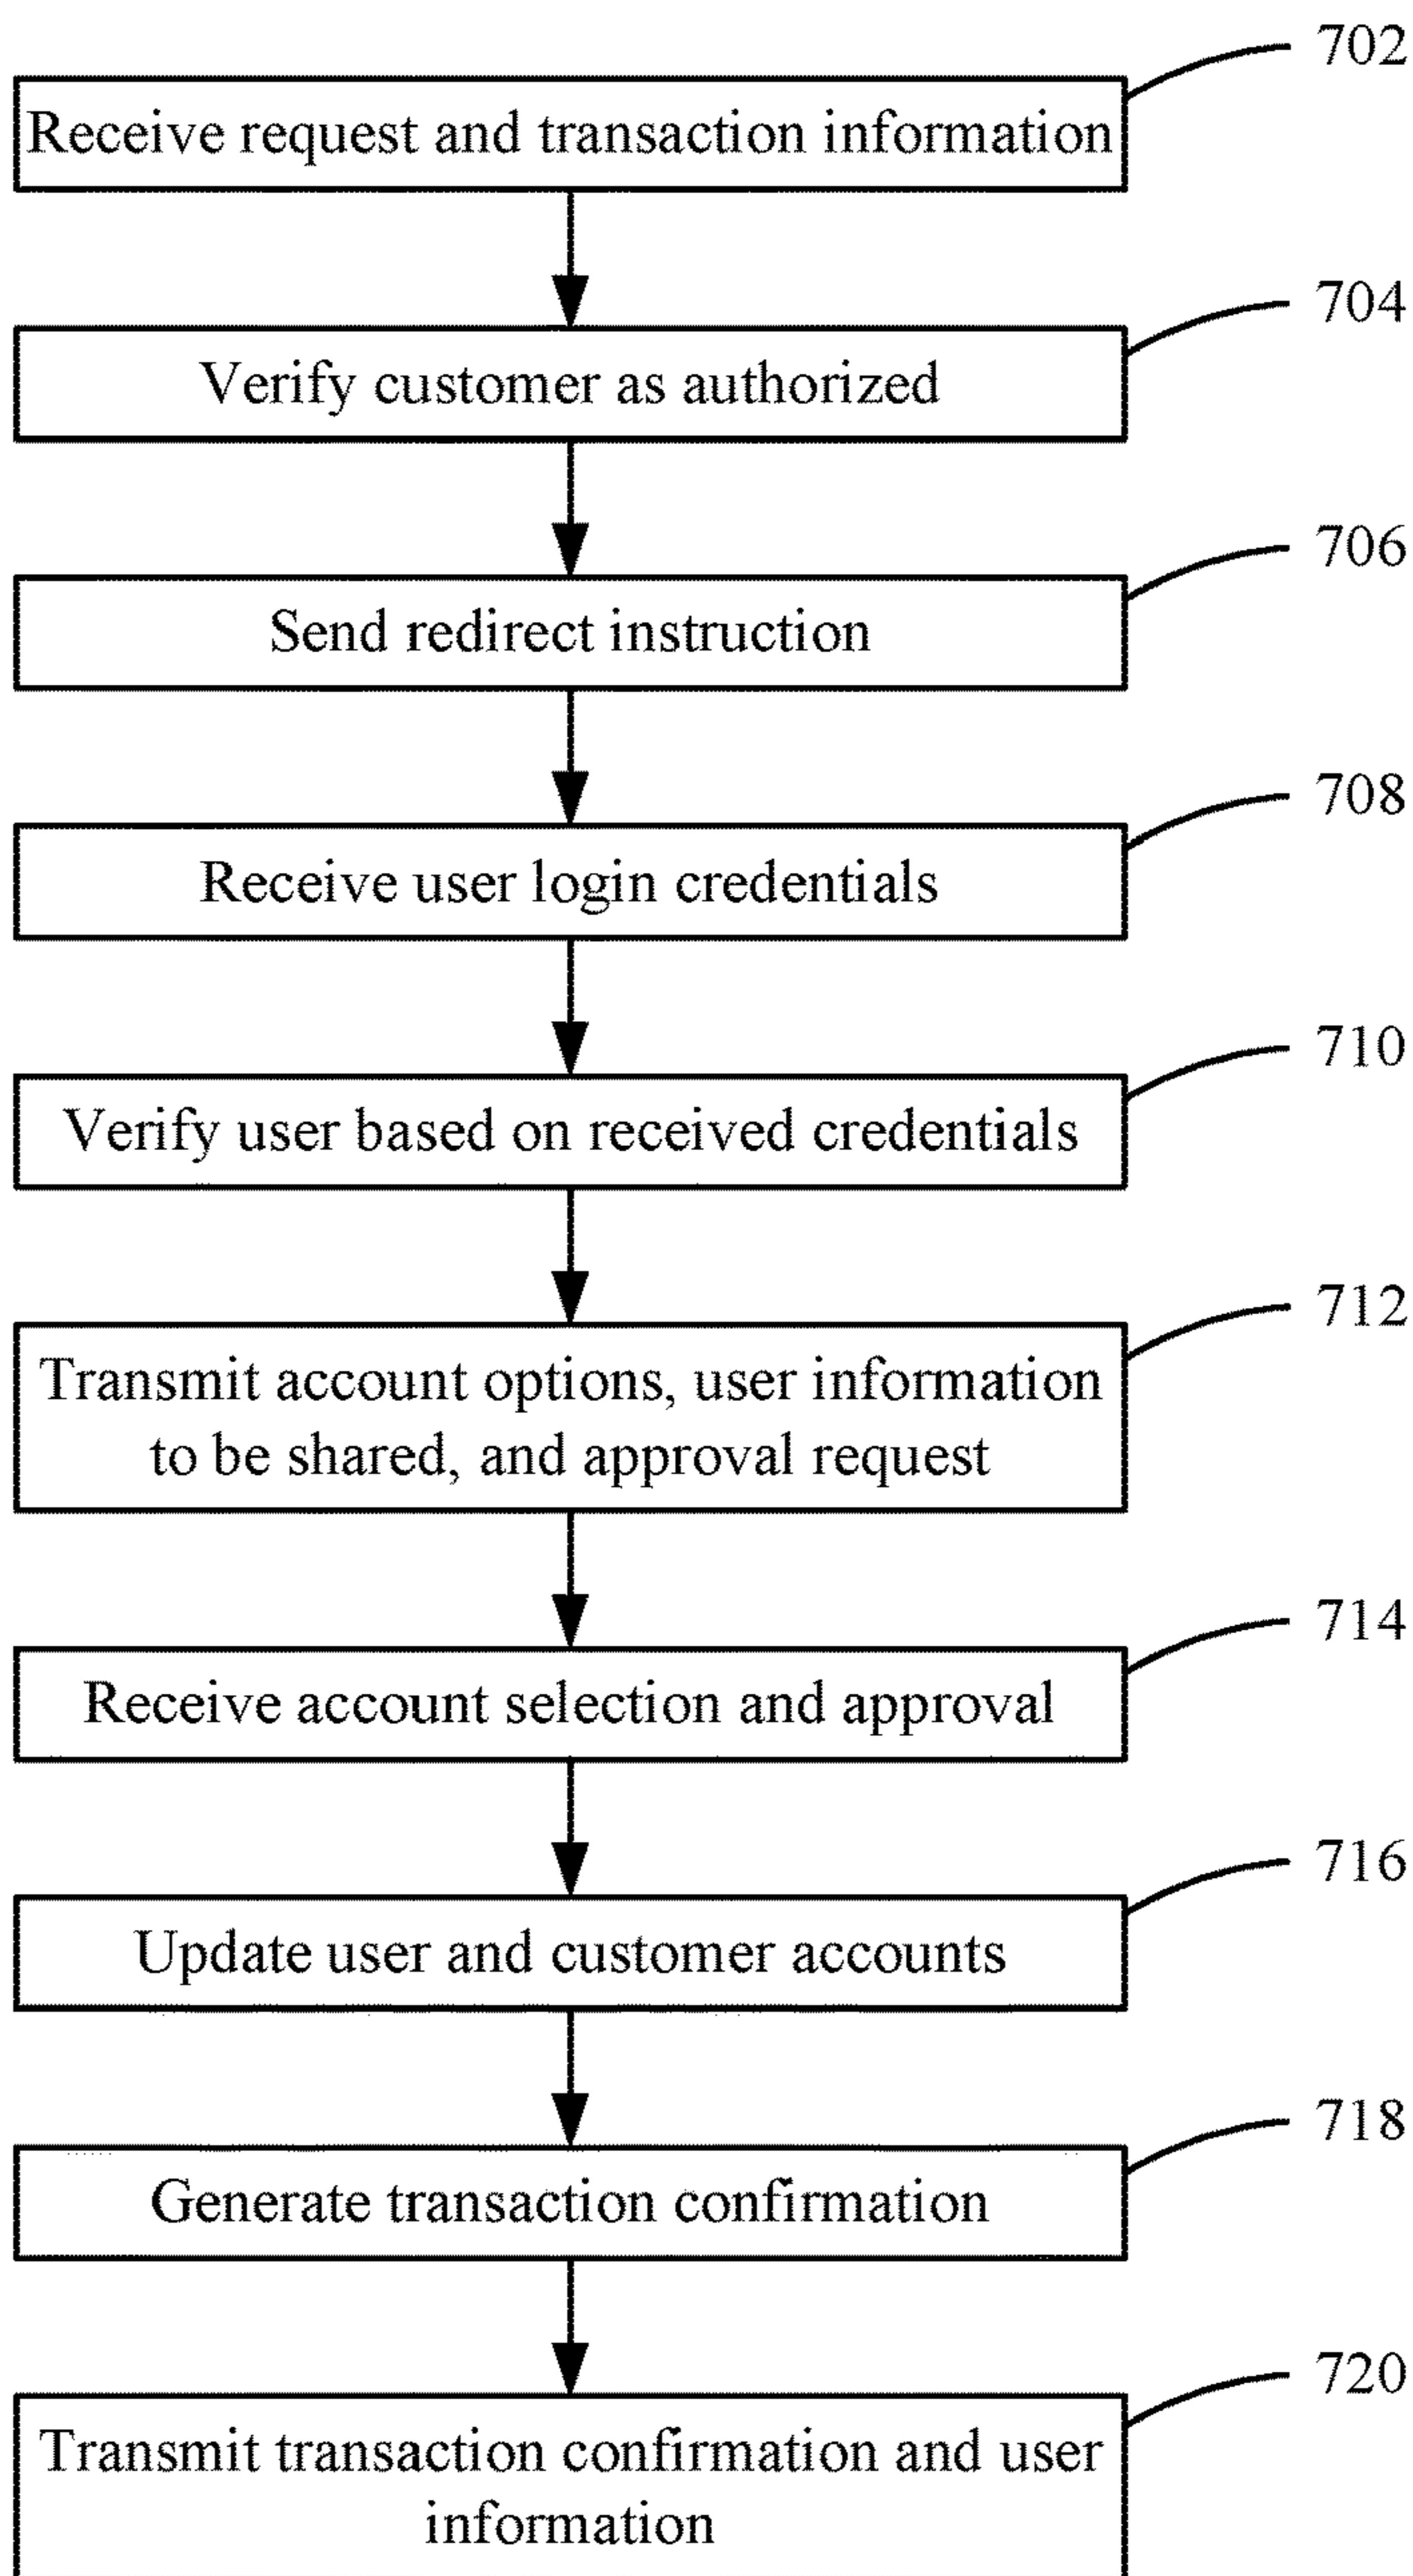 702
Receive request and transaction information
704
Verify customer as authorized
706
Send redirect instruction
708
Receive user login credentials
710
Verify user based on received credentials
712
Transmit account options, user information
to be shared, and approval request
714
Receive account selection and approval
716
Update user and customer accounts
718
Generate transaction confirmation
720
Transmit transaction confirmation and user
information